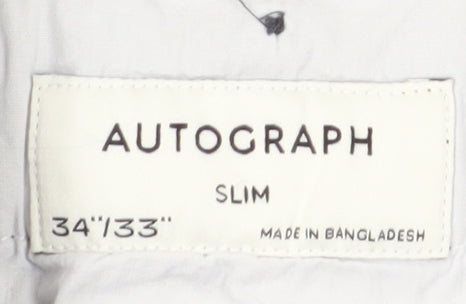 AUTOGRAPH
SLIM
34"/33"
MADE IN BANGLADESH